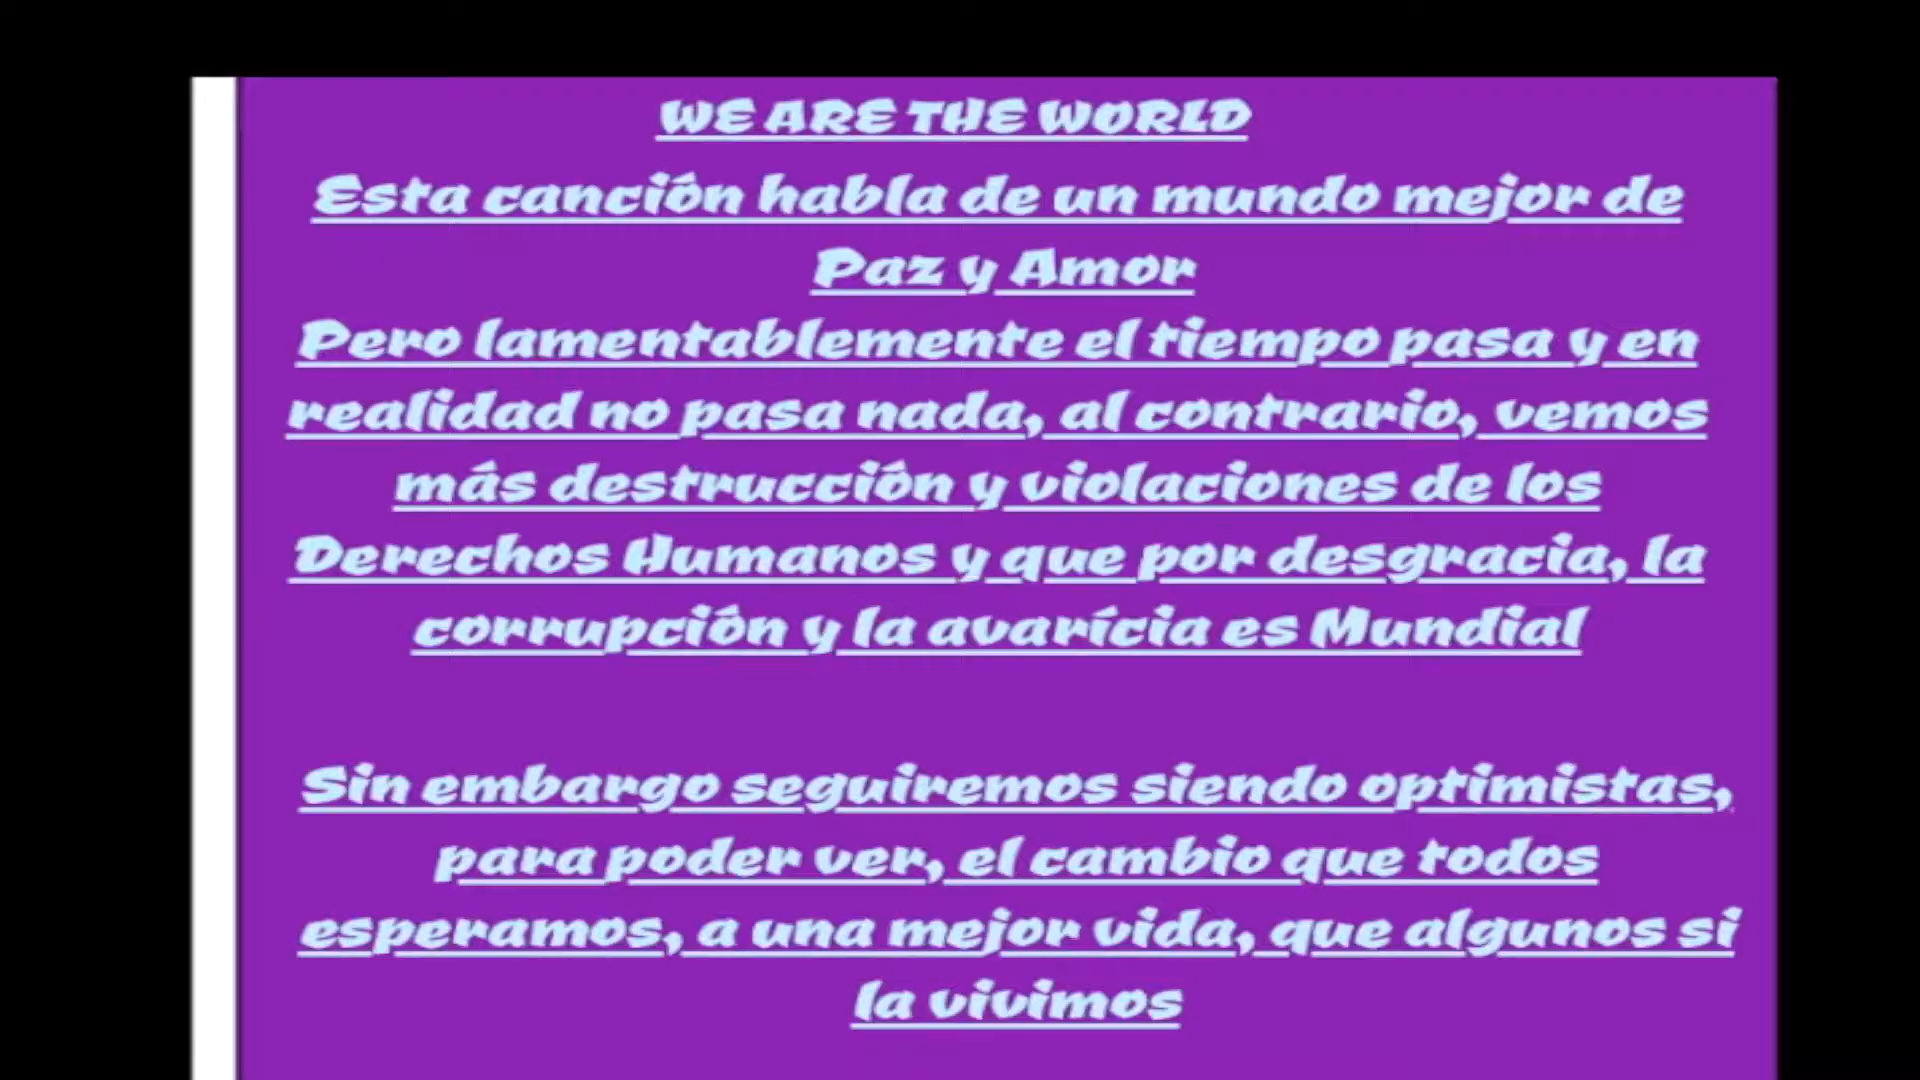 WE ARE THE WORLD
Esta canción habla de un mundo mejor de
Paz y Amor
Pero lamentablemente el tiempo pasa y en
realidad no pasa nada, al contrario, vemos
más destrucción y violaciones de los
Derechos Humanos y que por desgracia, la
corrupción y la avarícia es Mundial
Sin embargo seguiremos siendo optimistas,
para poder ver, el cambio que todos
esperamos, a una mejor vida, que algunos si
la vivimos